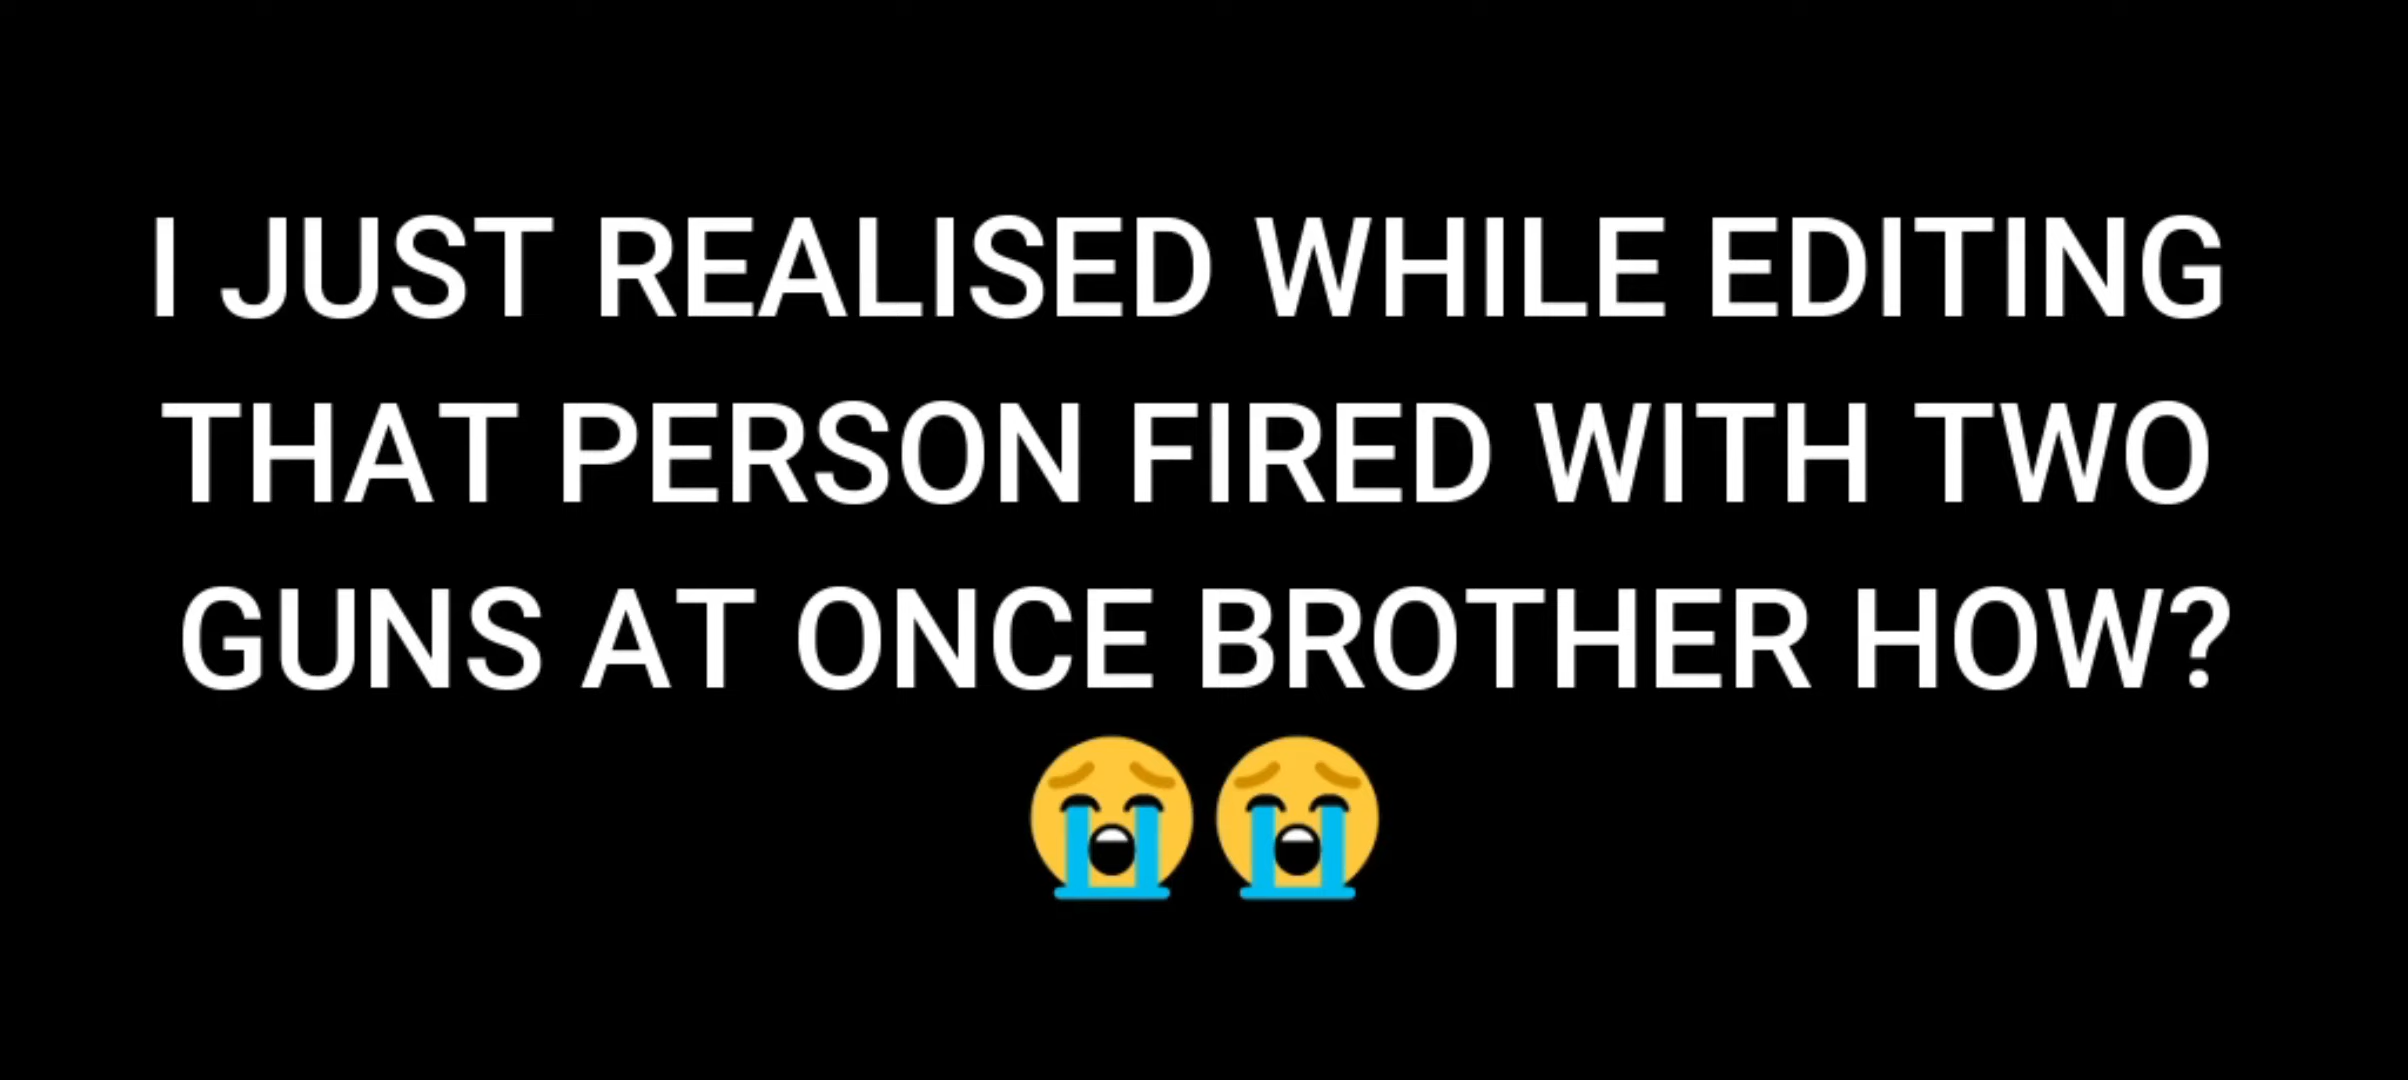 I JUST REALISED WHILE EDITING
THAT PERSON FIRED WITH TWO
GUNS AT ONCE BROTHER HOW?
😭😭